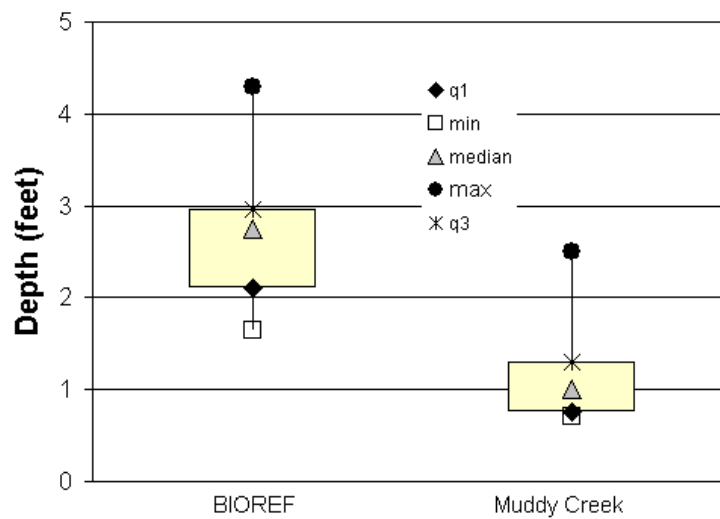 5
4
3
2
1
0
Depth (feet)
q1
min
median
max
q3
BIOREF
Muddy Creek